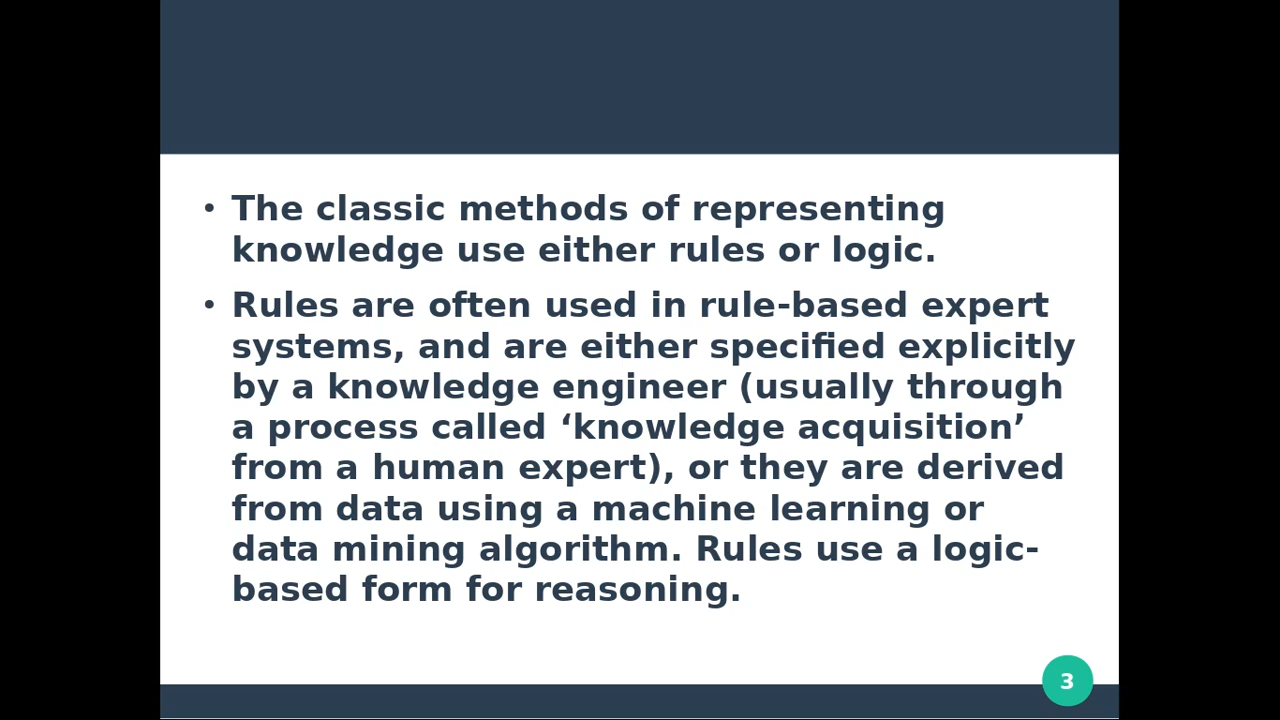 • The classic methods of representing
knowledge use either rules or logic.
• Rules are often used in rule-based expert
systems, and are either specified explicitly
by a knowledge engineer (usually through
a process called ‘knowledge acquisition’
from a human expert), or they are derived
from data using a machine learning or
data mining algorithm. Rules use a logic-
based form for reasoning.
3